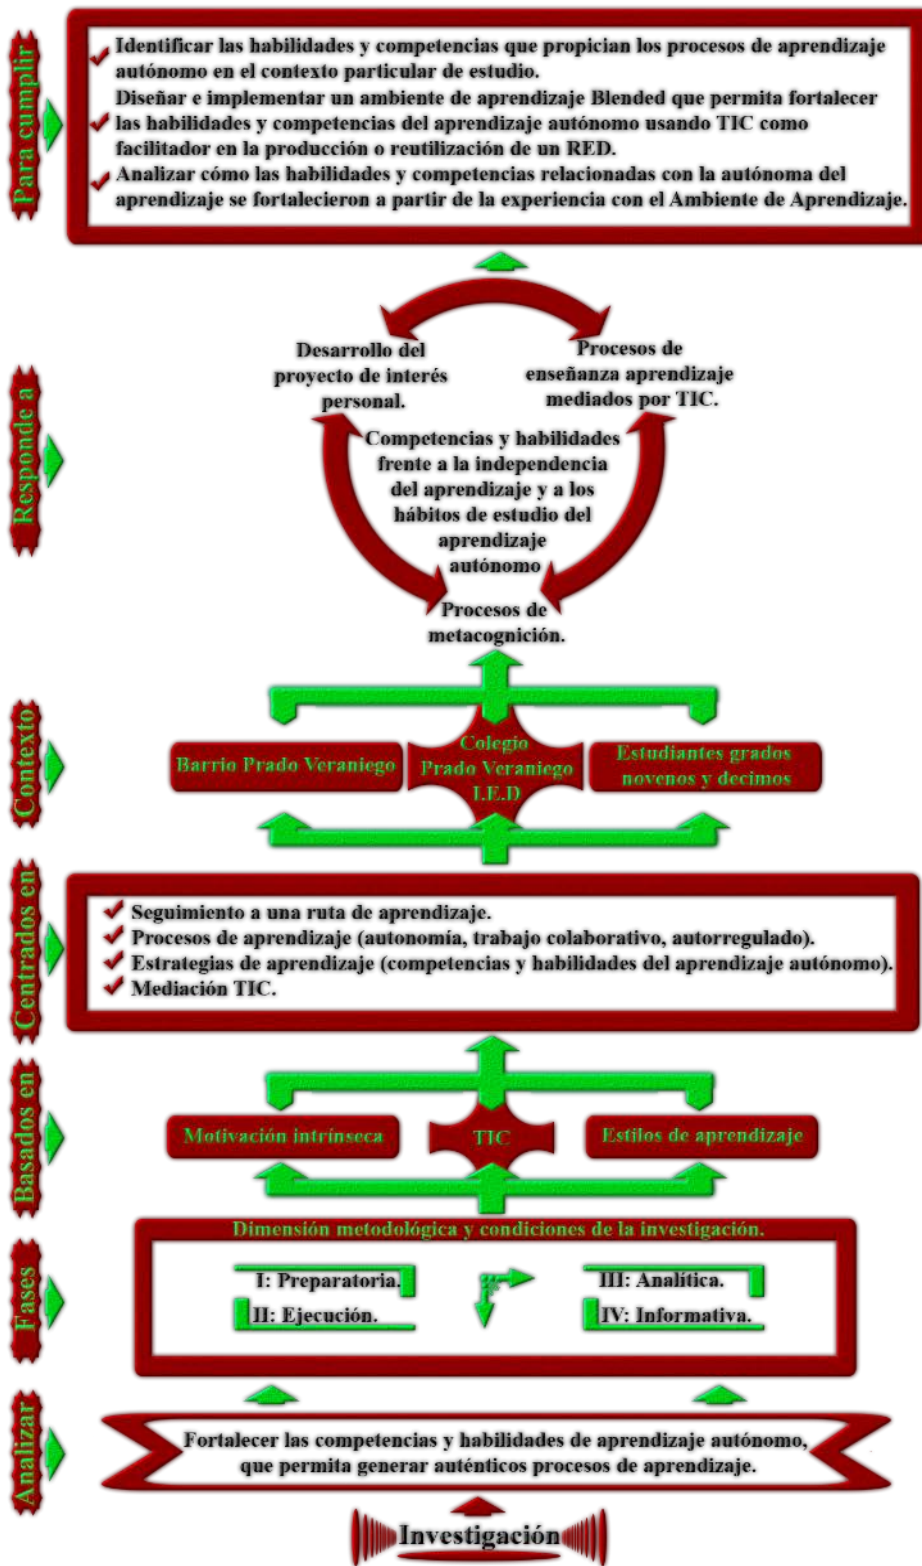 Para cumplir
Identificar las habilidades y competencias que propician los procesos de aprendizaje
autónomo en el contexto particular de estudio.
Diseñar e implementar un ambiente de aprendizaje Blended que permita fortalecer
las habilidades y competencias del aprendizaje autónomo usando TIC como
facilitador en la producción o reutilización de un RED.
Analizar cómo las habilidades y competencias relacionadas con la autónoma del
aprendizaje se fortalecieron a partir de la experiencia con el Ambiente de Aprendizaje.
Responde a
Desarrollo del
proyecto de interés
personal.
Procesos de
enseñanza aprendizaje
mediados por TIC.
Competencias y habilidades
frente a la independencia
del aprendizaje y a los
hábitos de estudio del
aprendizaje
autónomo
Procesos de
metacognición.
Contexto
Barrio Prado Veraniego
Colegio
Prado Veraniego
I.E.D
Estudiantes grados
novenos y decimos
Centrados en
Seguimiento a una ruta de aprendizaje.
Procesos de aprendizaje (autonomía, trabajo colaborativo, autorregulado).
Estrategias de aprendizaje (competencias y habilidades del aprendizaje autónomo).
Mediación TIC.
Basados en
Motivación intrínseca
TIC
Estilos de aprendizaje
Fases
Dimensión metodológica y condiciones de la investigación.
I: Preparatoria.
II: Ejecución.
III: Analítica.
IV: Informativa.
Analizar
Fortalecer las competencias y habilidades de aprendizaje autónomo,
que permita generar auténticos procesos de aprendizaje.
Investigación